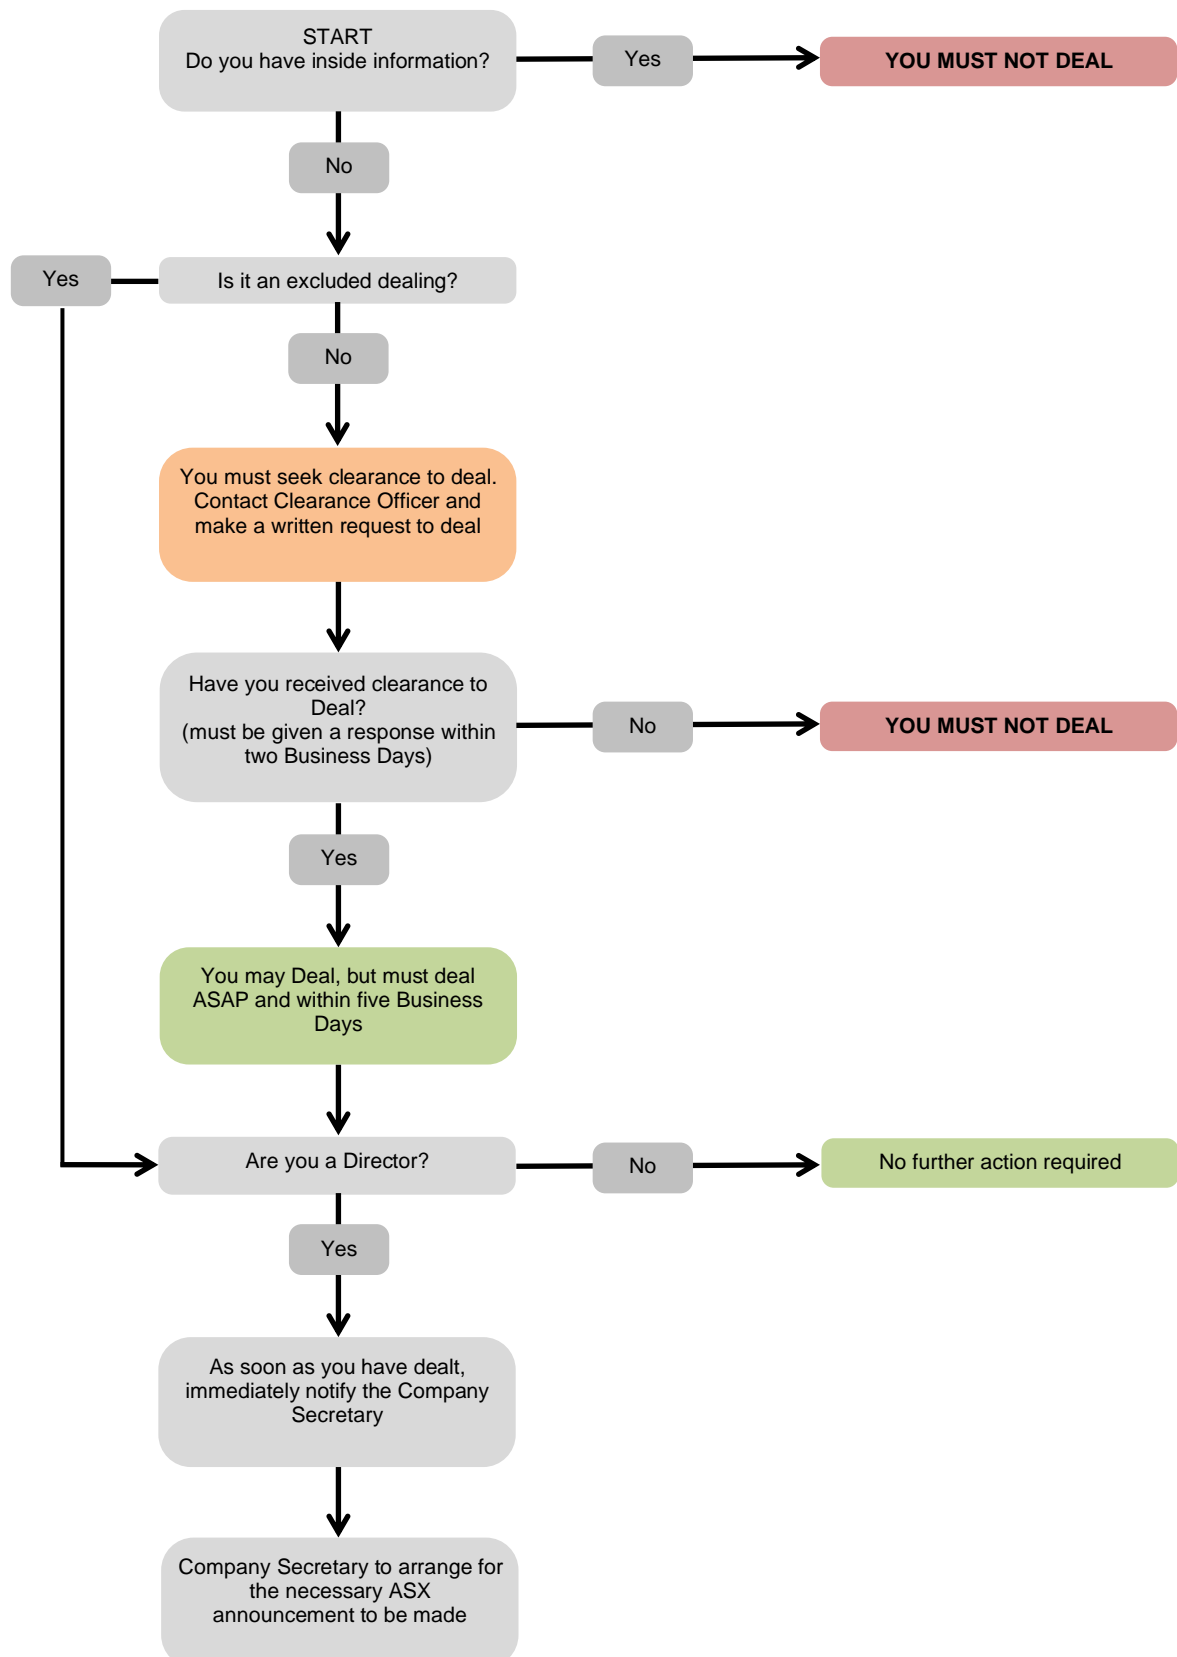 START
Do you have inside information?
Yes
YOU MUST NOT DEAL
No
Yes
Is it an excluded dealing?
No
You must seek clearance to deal.
Contact Clearance Officer and
make a written request to deal
Have you received clearance to
Deal?
(must be given a response within
two Business Days)
No
YOU MUST NOT DEAL
Yes
You may Deal, but must deal
ASAP and within five Business
Days
Are you a Director?
No
No further action required
Yes
As soon as you have dealt,
immediately notify the Company
Secretary
Company Secretary to arrange for
the necessary ASX
announcement to be made